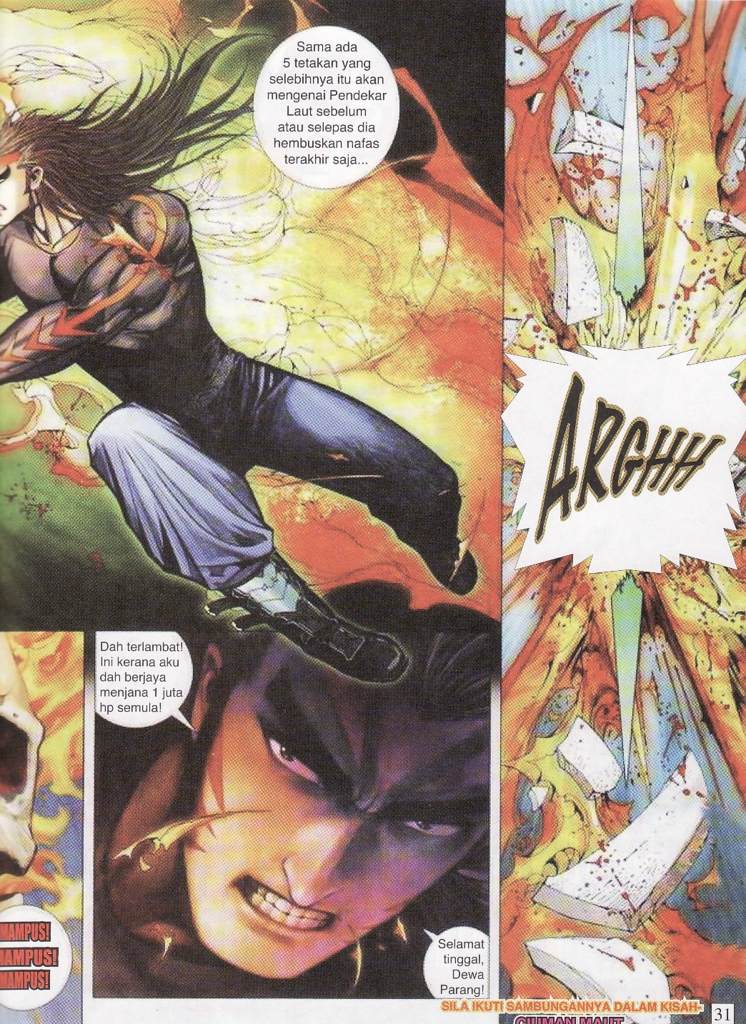 Sama ada
5 tetakan yang
selebihnya itu akan
mengenai Pendekar
Laut sebelum
atau selepas dia
hembuskan nafas
terakhir saja...
ARGHH
Dah terlambat!
Ini kerana aku
dah berjaya
menjana 1 juta
hp semula!
MAMPUS!
MAMPUS!
MAMPUS!
Selamat
tinggal,
Dewa
Parang!
SILA IKUTI SAMBUNGANNYA DALAM KISAH-
CIUMAN MAUT
31